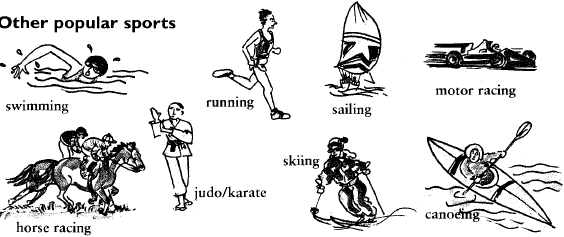 Other popular sports
swimming
running
sailing
motor racing
horse racing
judo/karate
skiing
canoeing